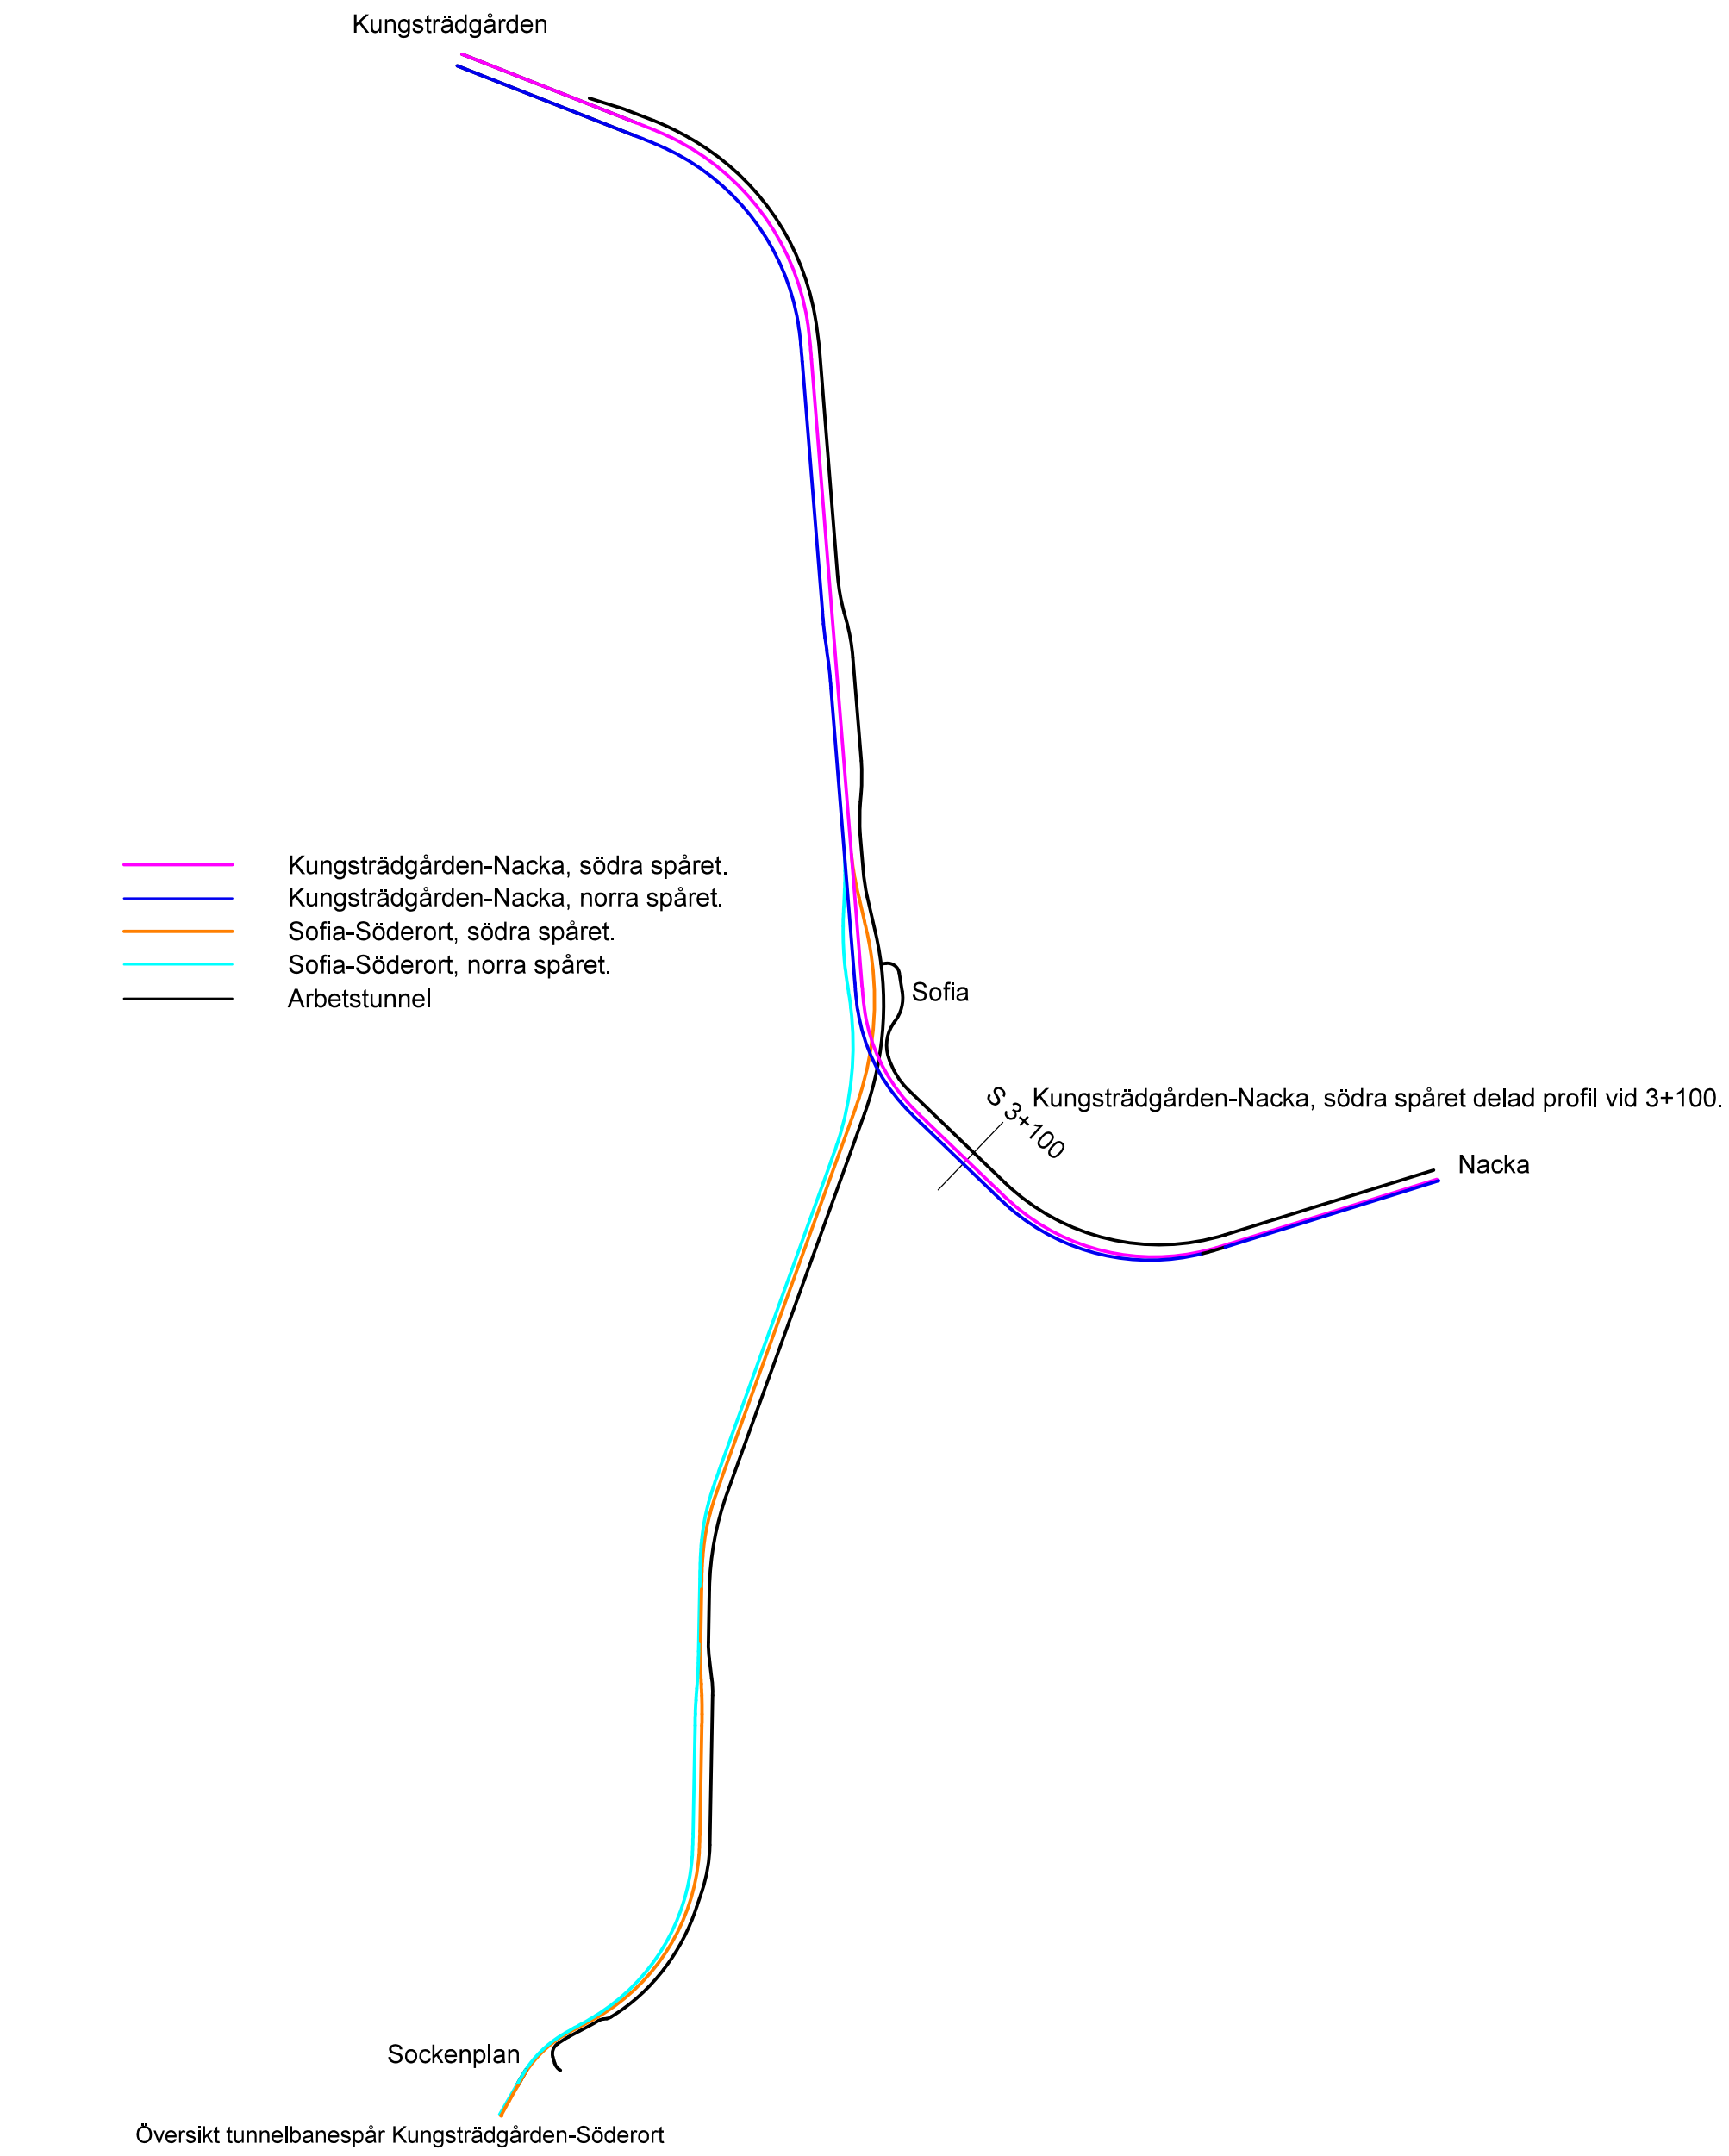 Kungsträdgården
Kungsträdgården-Nacka, södra spåret.
Kungsträdgården-Nacka, norra spåret.
Sofia-Söderort, södra spåret.
Sofia-Söderort, norra spåret.
Arbetstunnel
Sofia
S 3+100
Kungsträdgården-Nacka, södra spåret delad profil vid 3+100.
Nacka
Sockenplan
Översikt tunnelbanespår Kungsträdgården-Söderort